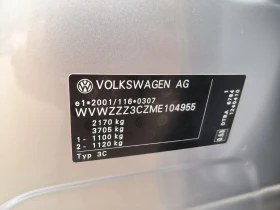 VOLKSWAGEN AG
e1*2001/116*0307
WVWZZZ3CZME104955
2170 kg
3705 kg
1- 1100 kg
2- 1120 kg
Typ 3C